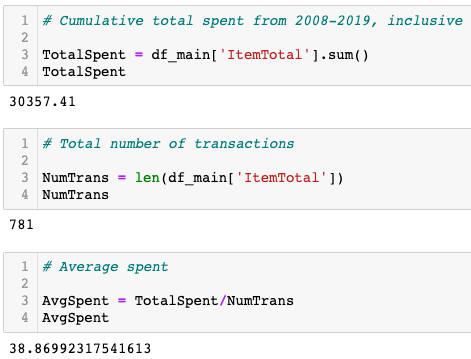 1 # Cumulative total spent from 2008-2019, inclusive
2
3 TotalSpent = df_main['ItemTotal'].sum()
4 TotalSpent
30357.41
1 # Total number of transactions
2
3 NumTrans = len(df_main['ItemTotal'])
4 NumTrans
781
1 # Average spent
2
3 AvgSpent = TotalSpent/NumTrans
4 AvgSpent
38.86992317541613